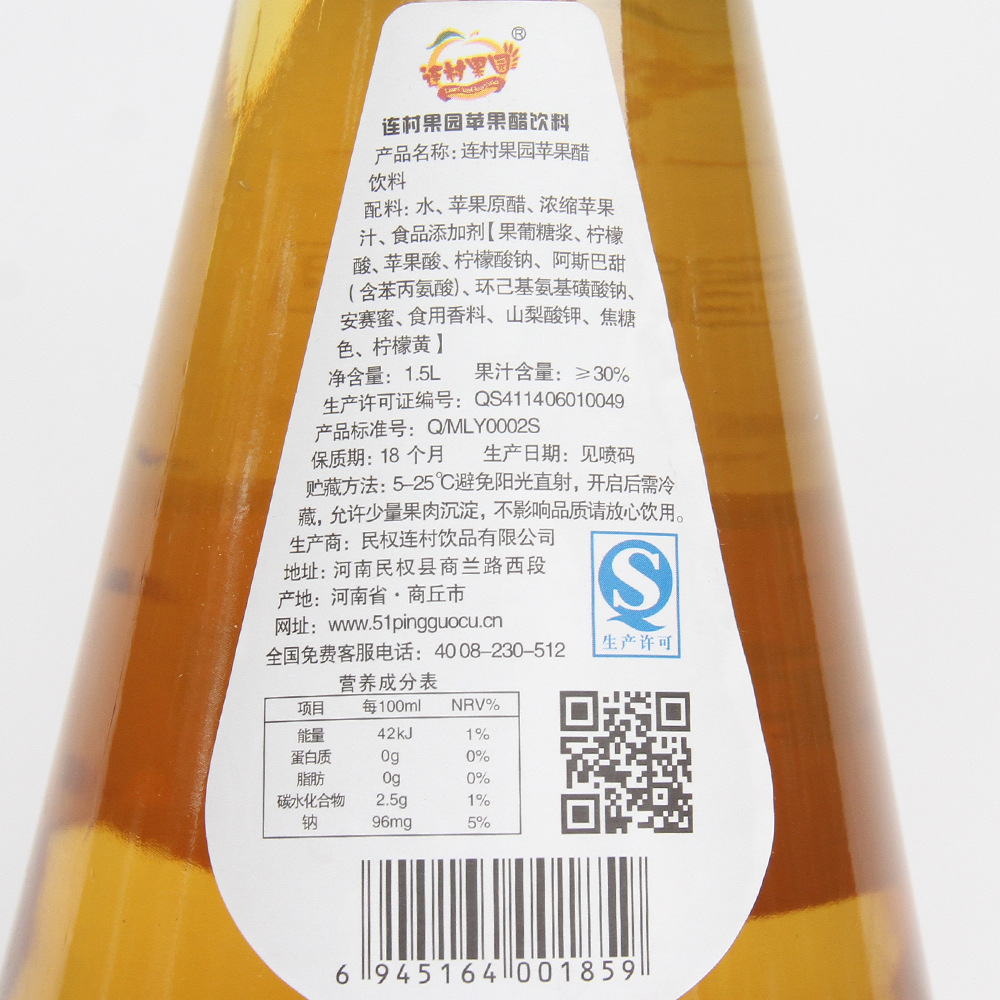 ®
连村果园
连村果园苹果醋饮料
产品名称：连村果园苹果醋
饮料
配料：水、苹果原醋、浓缩苹果
汁、食品添加剂【果葡糖浆、柠檬
酸、苹果酸、柠檬酸钠、阿斯巴甜
（含苯丙氨酸）、环己基氨基磺酸钠、
安赛蜜、食用香料、山梨酸钾、焦糖
色、柠檬黄】
净含量：1.5L 果汁含量：≥30%
生产许可证编号：QS411406010049
产品标准号：Q/MLY0002S
保质期：18个月 生产日期：见喷码
贮藏方法：5–25℃避免阳光直射，开启后需冷
藏，允许少量果肉沉淀，不影响品质请放心饮用。
生产商：民权连村饮品有限公司
地址：河南民权县商兰路西段
产地：河南省·商丘市
网址：www.51pingguocu.cn
全国免费客服电话：4008-230-512
S
生产许可
营养成分表
项目 每100ml NRV%
能量 42kJ 1%
蛋白质 0g 0%
脂肪 0g 0%
碳水化合物 2.5g 1%
钠 96mg 5%
6 945164 001859